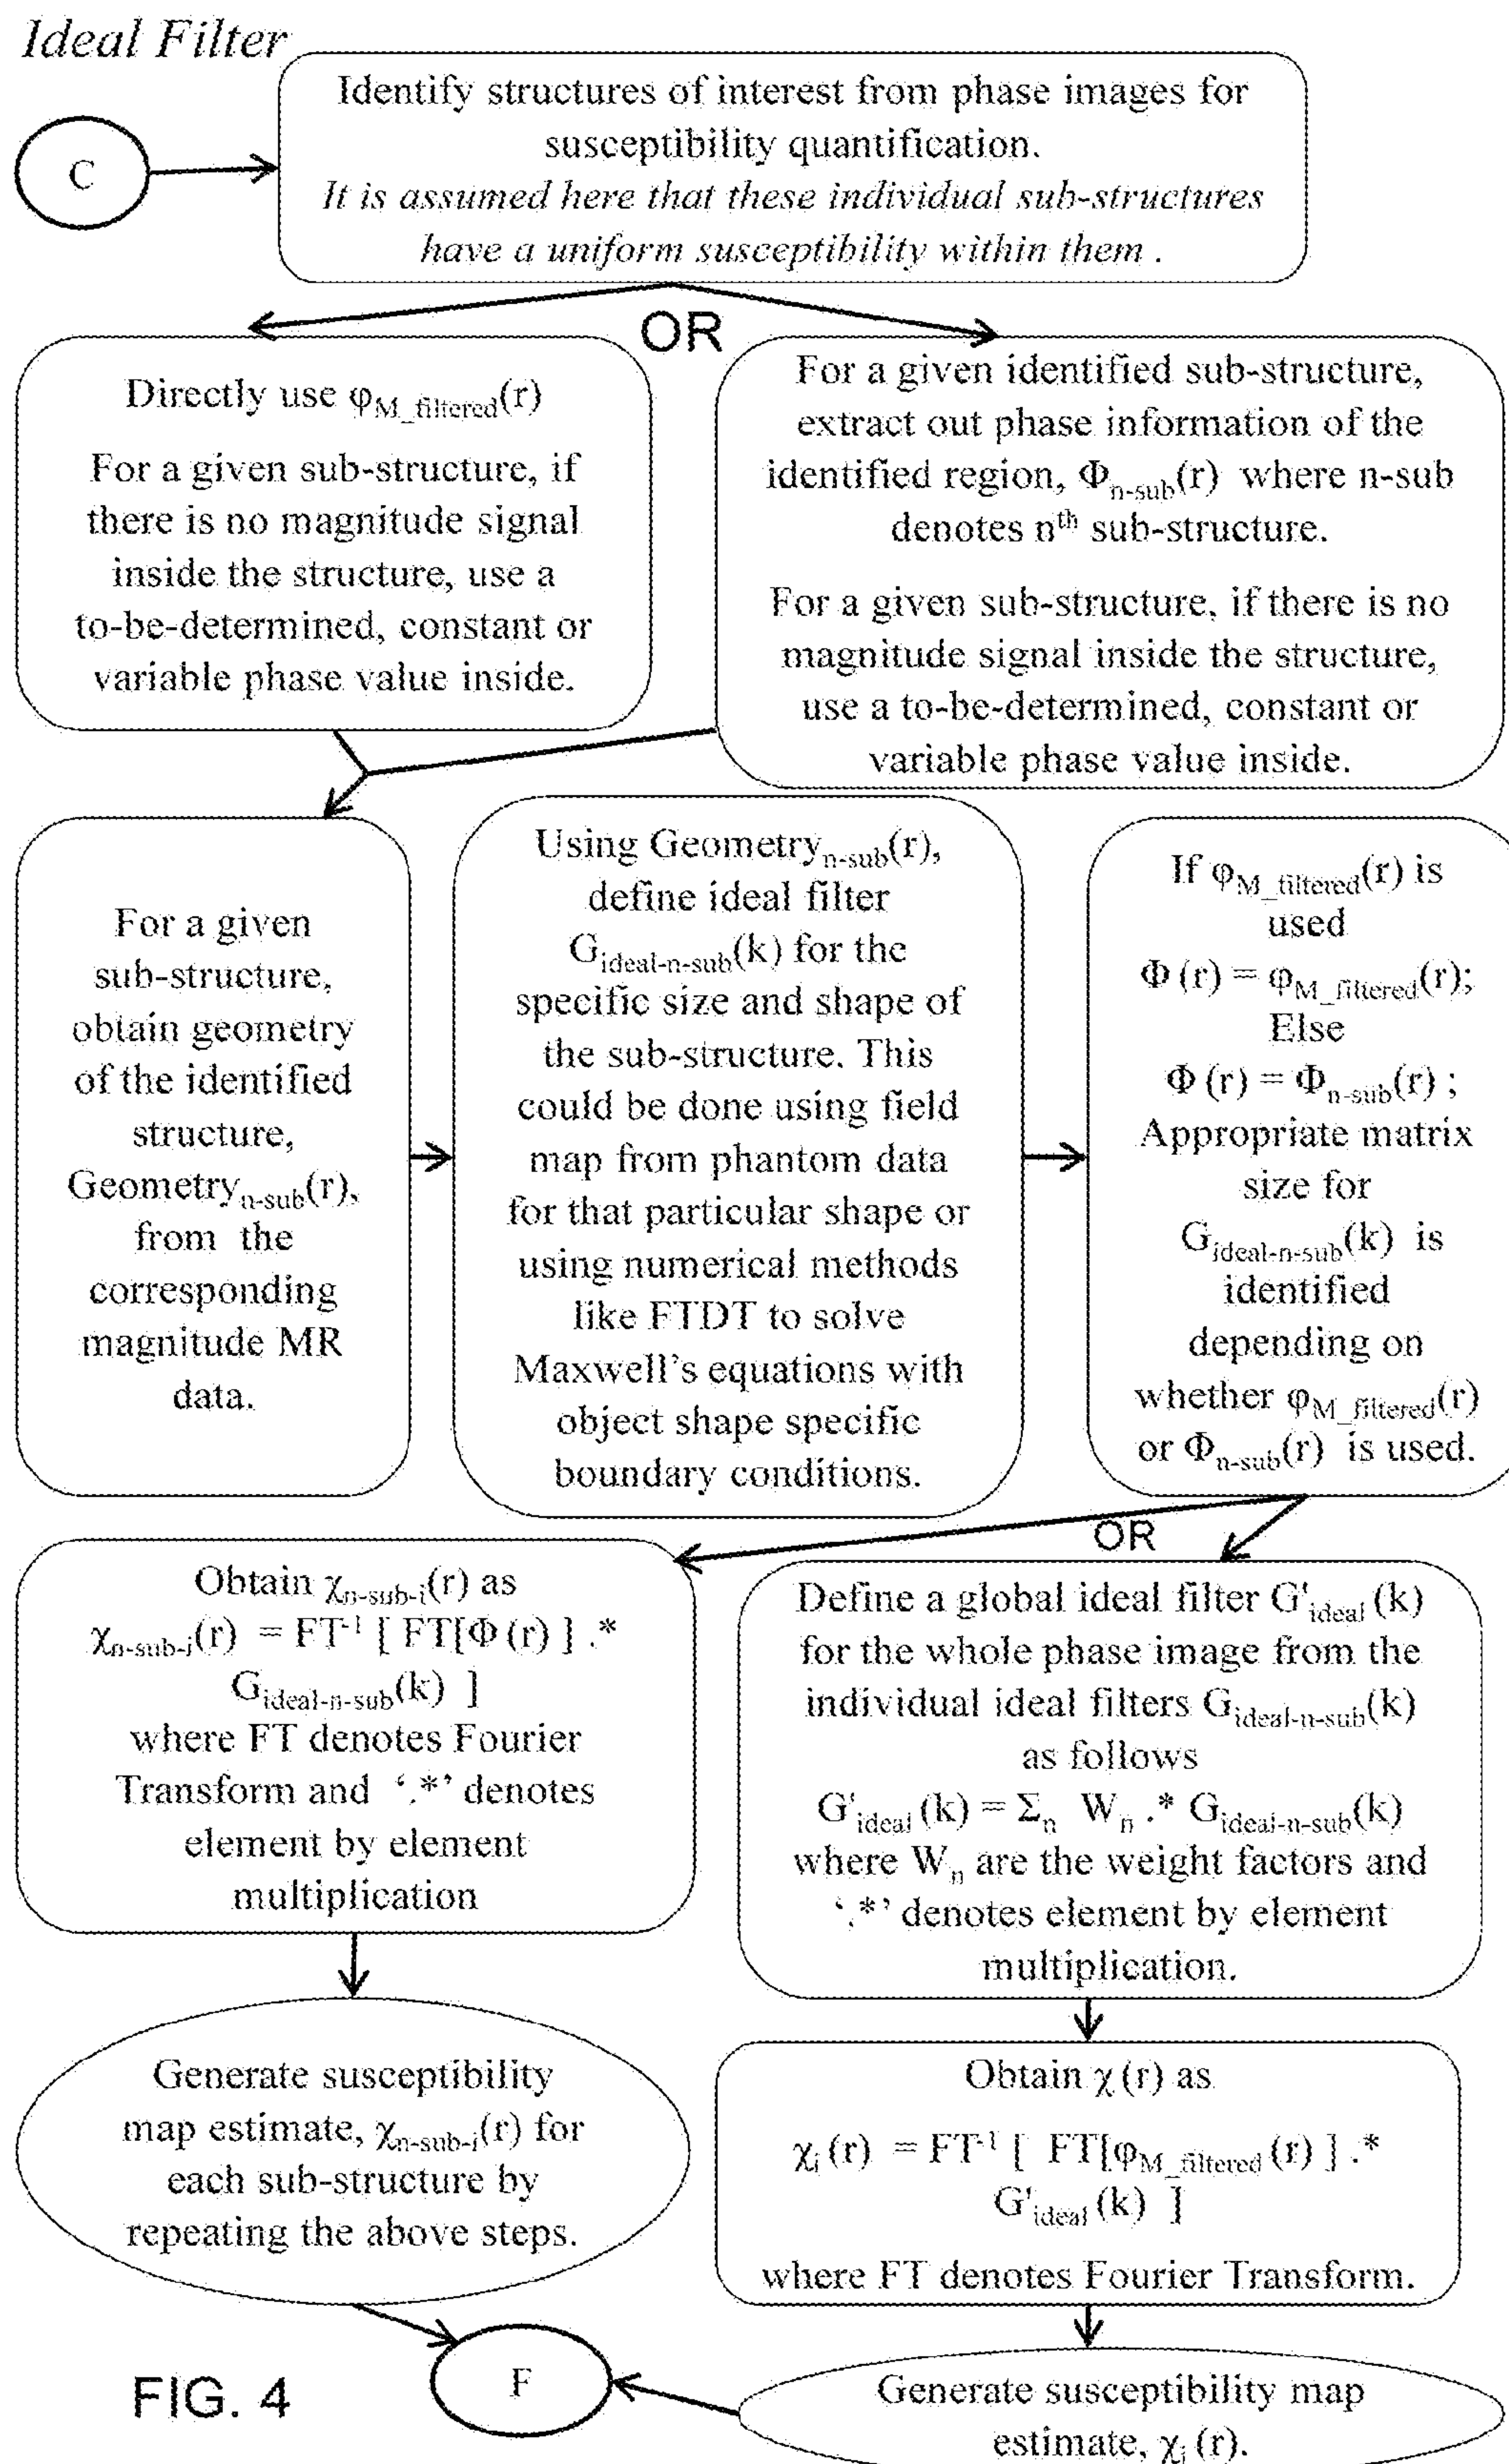 Ideal Filter
C
Identify structures of interest from phase images for
susceptibility quantification.
It is assumed here that these individual sub-structures
have a uniform susceptibility within them .
OR
Directly use φM_filtered(r)
For a given sub-structure, if
there is no magnitude signal
inside the structure, use a
to-be-determined, constant or
variable phase value inside.
For a given identified sub-structure,
extract out phase information of the
identified region, Φn-sub(r) where n-sub
denotes nth sub-structure.
For a given sub-structure, if there is no
magnitude signal inside the structure,
use a to-be-determined, constant or
variable phase value inside.
For a given
sub-structure,
obtain geometry
of the identified
structure,
Geometryn-sub(r),
from the
corresponding
magnitude MR
data.
Using Geometryn-sub(r),
define ideal filter
Gideal-n-sub(k) for the
specific size and shape of
the sub-structure. This
could be done using field
map from phantom data
for that particular shape or
using numerical methods
like FTDT to solve
Maxwell's equations with
object shape specific
boundary conditions.
If φM_filtered(r) is
used
Φ (r) = φM_filtered(r);
Else
Φ (r) = Φn-sub(r) ;
Appropriate matrix
size for
Gideal-n-sub(k) is
identified
depending on
whether φM_filtered(r)
or Φn-sub(r) is used.
OR
Obtain χn-sub-i(r) as
χn-sub-i(r) = FT-1 [ FT[Φ (r) ] .*
Gideal-n-sub(k) ]
where FT denotes Fourier
Transform and ‘.*’ denotes
element by element
multiplication
Define a global ideal filter G'ideal (k)
for the whole phase image from the
individual ideal filters Gideal-n-sub(k)
as follows
G'ideal (k) = Σn Wn .* Gideal-n-sub(k)
where Wn are the weight factors and
‘.*’ denotes element by element
multiplication.
Generate susceptibility
map estimate, χn-sub-i(r) for
each sub-structure by
repeating the above steps.
Obtain χ (r) as
χi (r) = FT-1 [ FT[φM_filtered (r) ] .*
G'ideal (k) ]
where FT denotes Fourier Transform.
F
Generate susceptibility map
estimate, χi (r).
FIG. 4